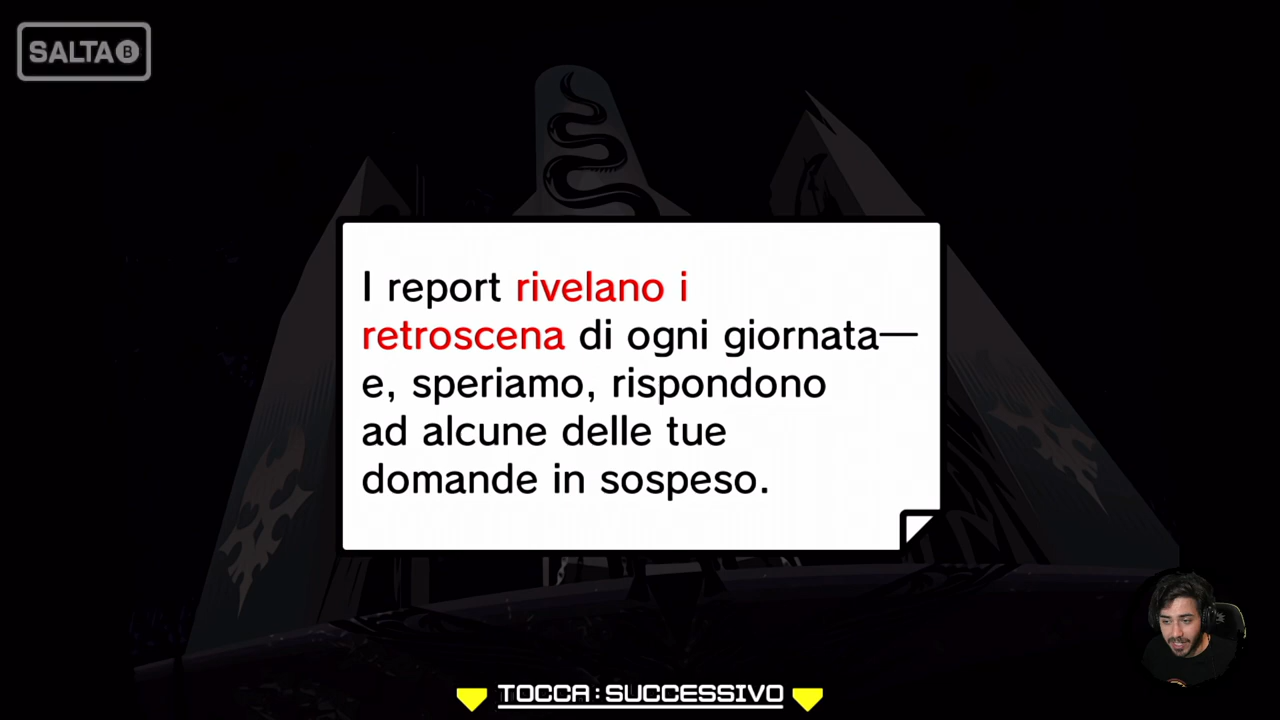 SALTA B
I report rivelano i
retroscena di ogni giornata—
e, speriamo, rispondono
ad alcune delle tue
domande in sospeso.
TOCCA:SUCCESSIVO